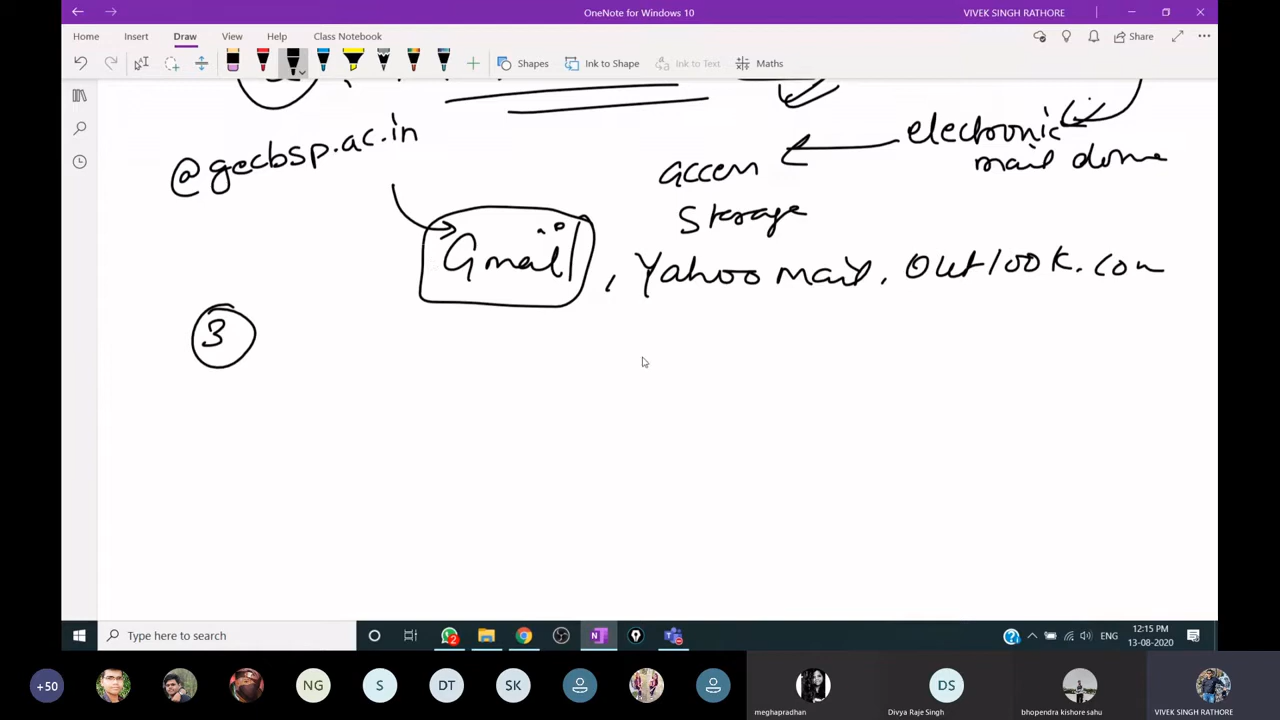 OneNote for Windows 10
VIVEK SINGH RATHORE
Home Insert Draw View Help Class Notebook
Share
Shapes Ink to Shape Ink to Text Maths
@gecbsp.ac.in
electronic
mail dome
accen
Storage
Gmail, Yahoo mail, Outlook.com
3
Type here to search
2
ENG
12:15 PM
13-08-2020
+50 NG S DT SK DS
meghapradhan Divya Raje Singh bhopendra kishore sahu VIVEK SINGH RATHORE